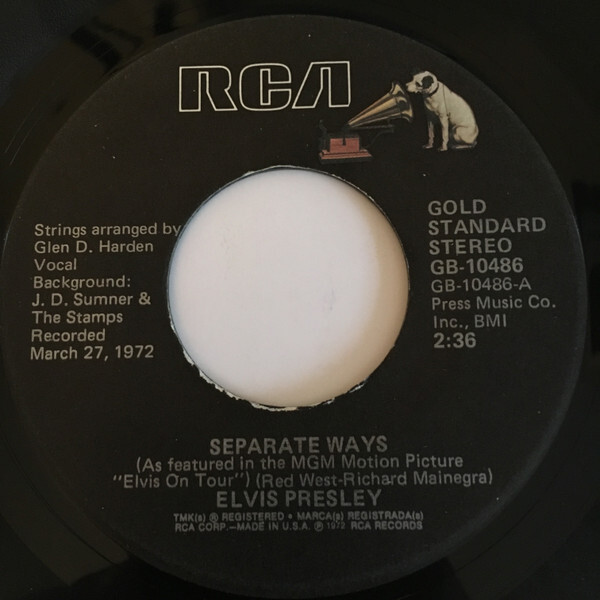 RCA
Strings arranged by
Glen D. Harden
Vocal
Background:
J. D. Sumner &
The Stamps
Recorded
March 27, 1972
GOLD
STANDARD
STEREO
GB-10486
GB-10486-A
Press Music Co.
Inc., BMI
2:36
SEPARATE WAYS
(As featured in the MGM Motion Picture
"Elvis On Tour") (Red West-Richard Mainegra)
ELVIS PRESLEY
TMK(s) ® REGISTERED • MARCA(s) REGISTRADA(s)
RCA CORP.—MADE IN U.S.A. ℗ 1972 RCA RECORDS